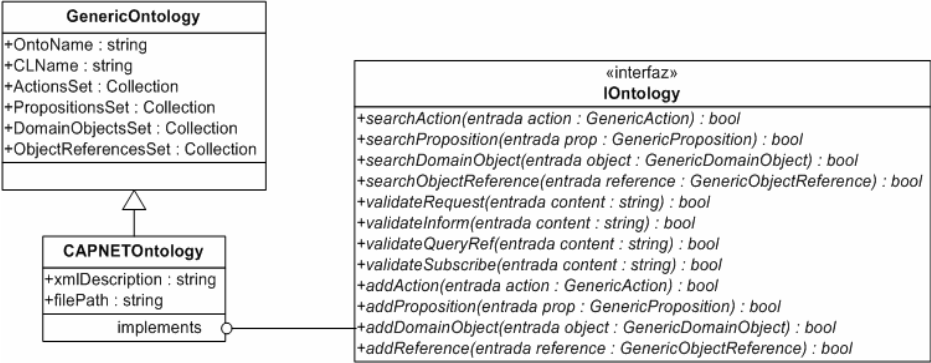 GenericOntology
+OntoName : string
+CLName : string
+ActionsSet : Collection
+PropositionsSet : Collection
+DomainObjectsSet : Collection
+ObjectReferencesSet : Collection
CAPNETOntology
+xmlDescription : string
+filePath : string
implements
«interfaz»
IOntology
+searchAction(entrada action : GenericAction) : bool
+searchProposition(entrada prop : GenericProposition) : bool
+searchDomainObject(entrada object : GenericDomainObject) : bool
+searchObjectReference(entrada reference : GenericObjectReference) : bool
+validateRequest(entrada content : string) : bool
+validateInform(entrada content : string) : bool
+validateQueryRef(entrada content : string) : bool
+validateSubscribe(entrada content : string) : bool
+addAction(entrada action : GenericAction) : bool
+addProposition(entrada prop : GenericProposition) : bool
+addDomainObject(entrada object : GenericDomainObject) : bool
+addReference(entrada reference : GenericObjectReference) : bool